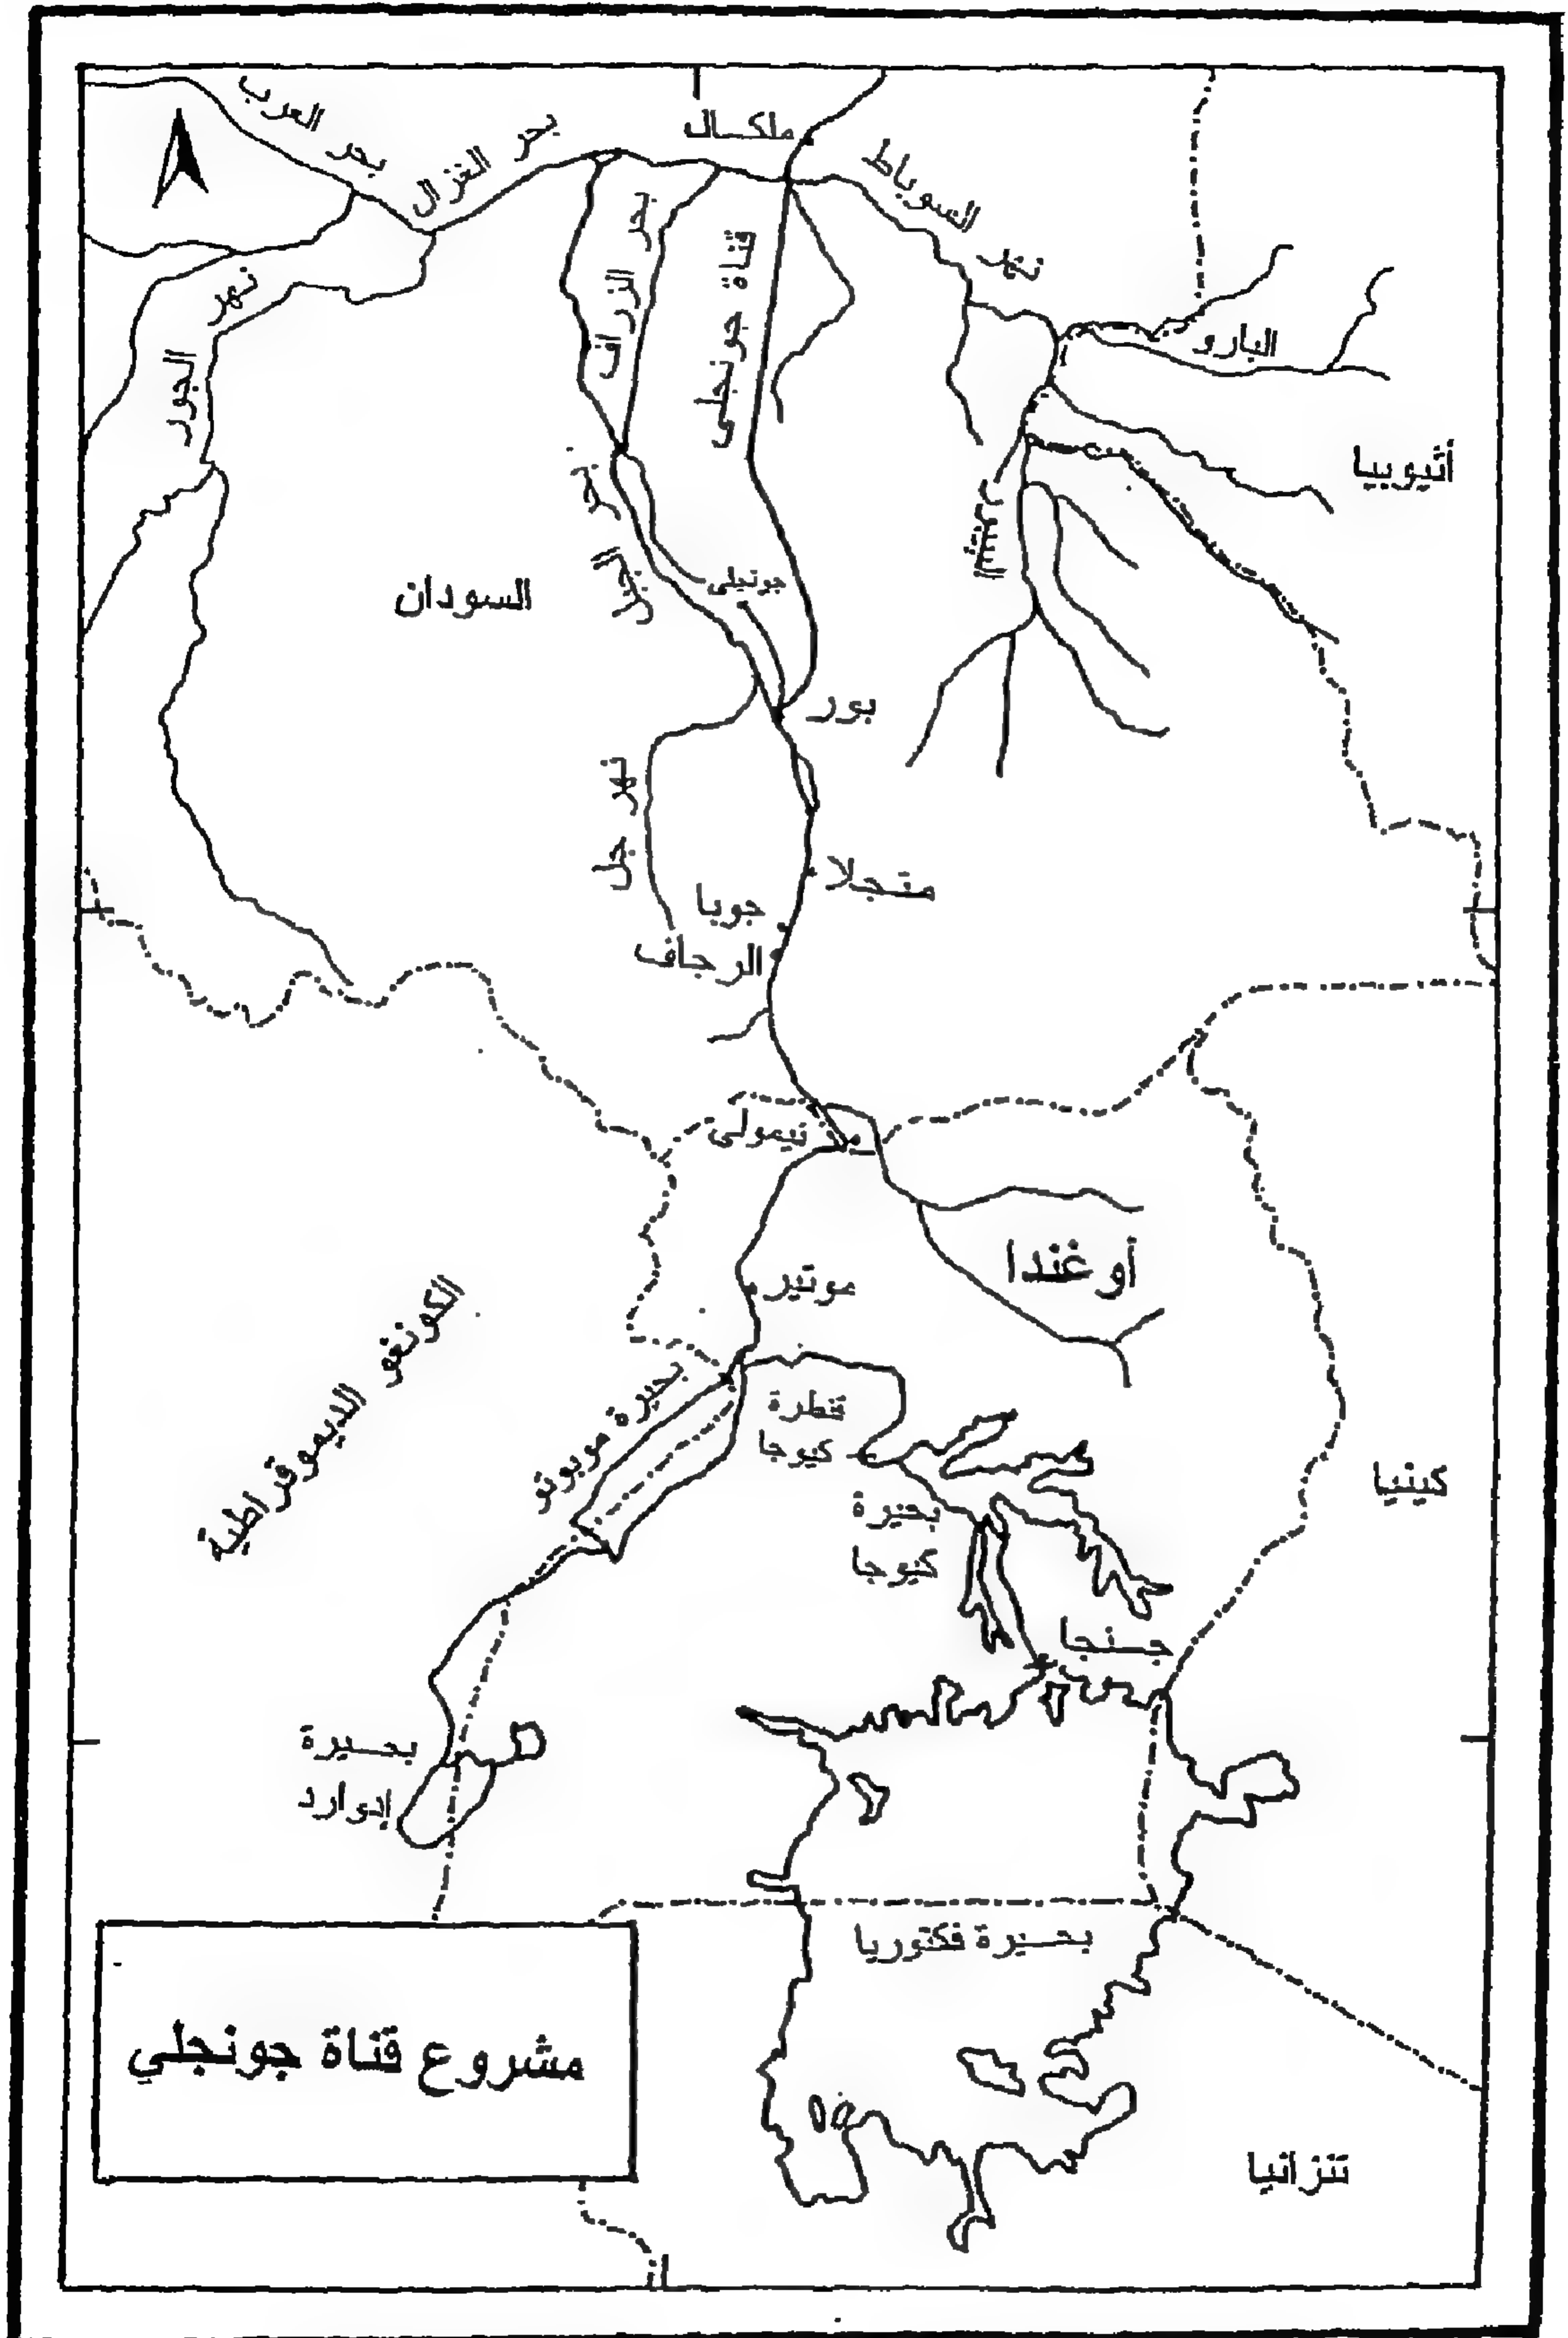 بحر العرب
بحر الغزال
ملكال
السوباط
نهر
بحر الزراف
قناة جونجلي
نهر
الجور
البارو
أثيوبيا
بحر الجبل
السودان
جونجلي
بور
نهر جل
منجلا
جوبا
الرجاف
نيمولي
أوغندا
موتير
الكونغو الديموقراطية
بحيرة موبوتو
قنطرة
كيوجا
كينيا
بحيرة
كيوجا
جنجا
بحيرة
إدوارد
بحيرة فكتوريا
مشروع قناة جونجلي
تنزانيا